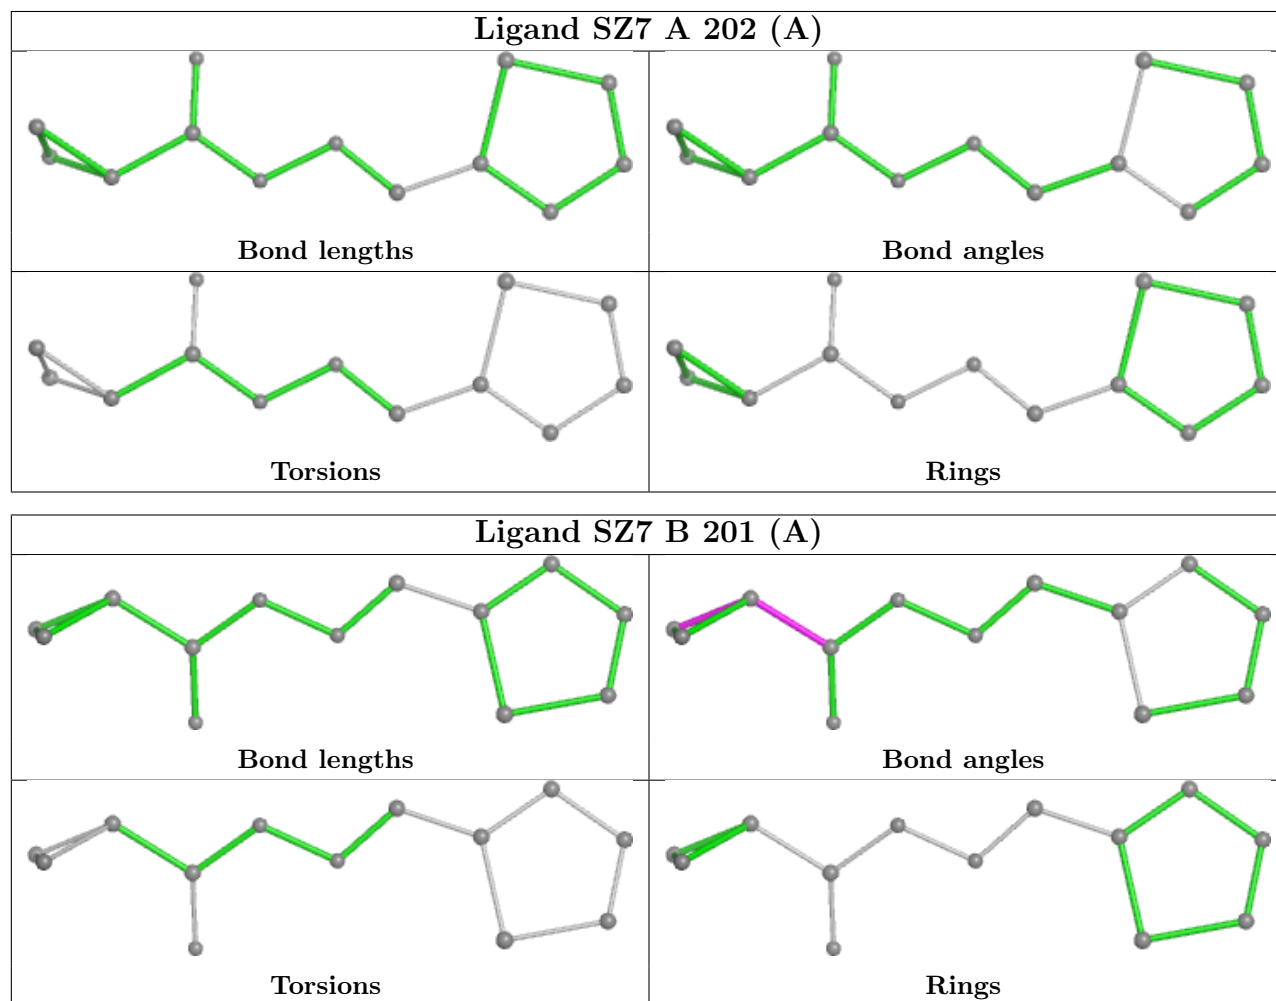 Ligand SZ7 A 202 (A)
Bond lengths
Bond angles
Torsions
Rings
Ligand SZ7 B 201 (A)
Bond lengths
Bond angles
Torsions
Rings